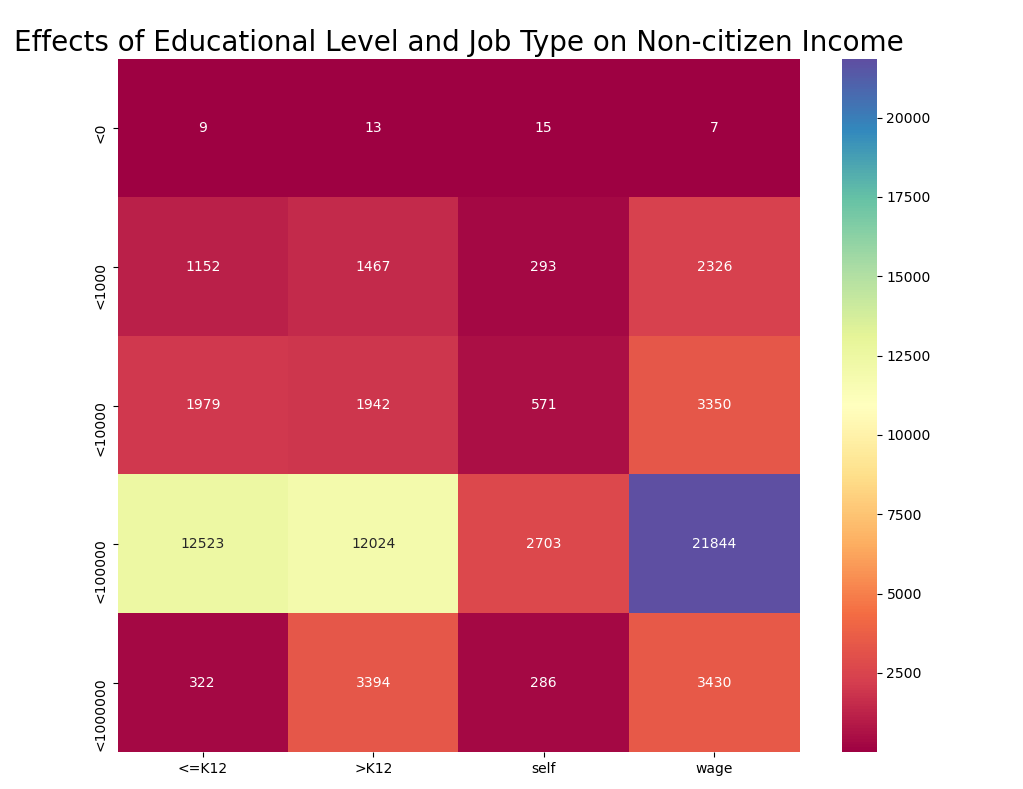 Effects of Educational Level and Job Type on Non-citizen Income
<0
9 13 15 7
<1000
1152 1467 293 2326
<10000
1979 1942 571 3350
<100000
12523 12024 2703 21844
<1000000
322 3394 286 3430
<=K12 >K12 self wage
20000
17500
15000
12500
10000
7500
5000
2500